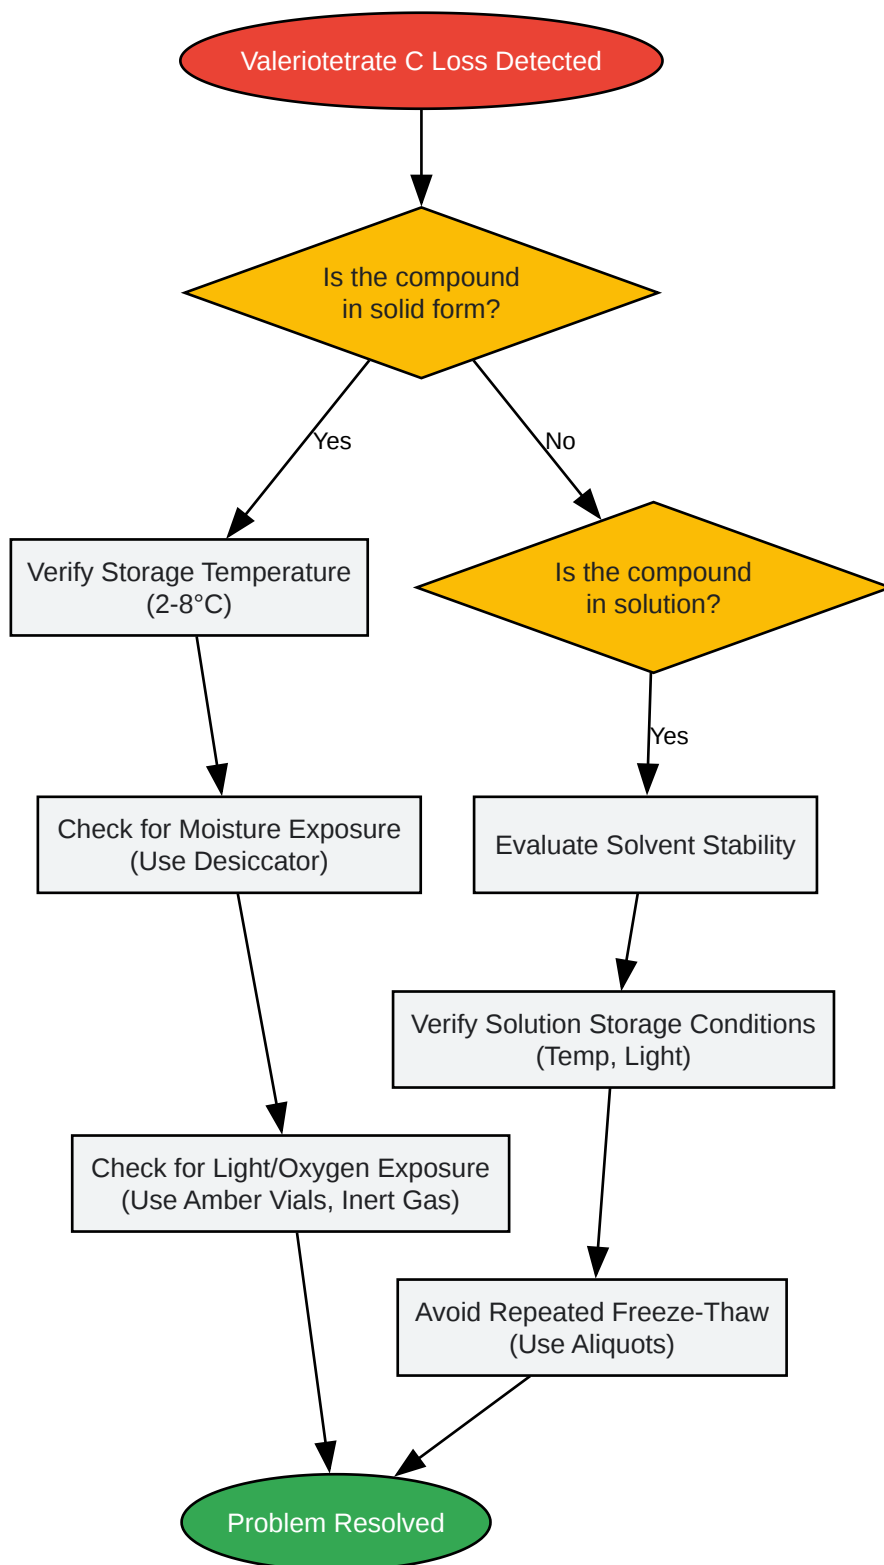 Valeriotetrate C Loss Detected
Is the compound
in solid form?
Yes
No
Verify Storage Temperature
(2-8°C)
Is the compound
in solution?
Yes
Check for Moisture Exposure
(Use Desiccator)
Evaluate Solvent Stability
Verify Solution Storage Conditions
(Temp, Light)
Check for Light/Oxygen Exposure
(Use Amber Vials, Inert Gas)
Avoid Repeated Freeze-Thaw
(Use Aliquots)
Problem Resolved